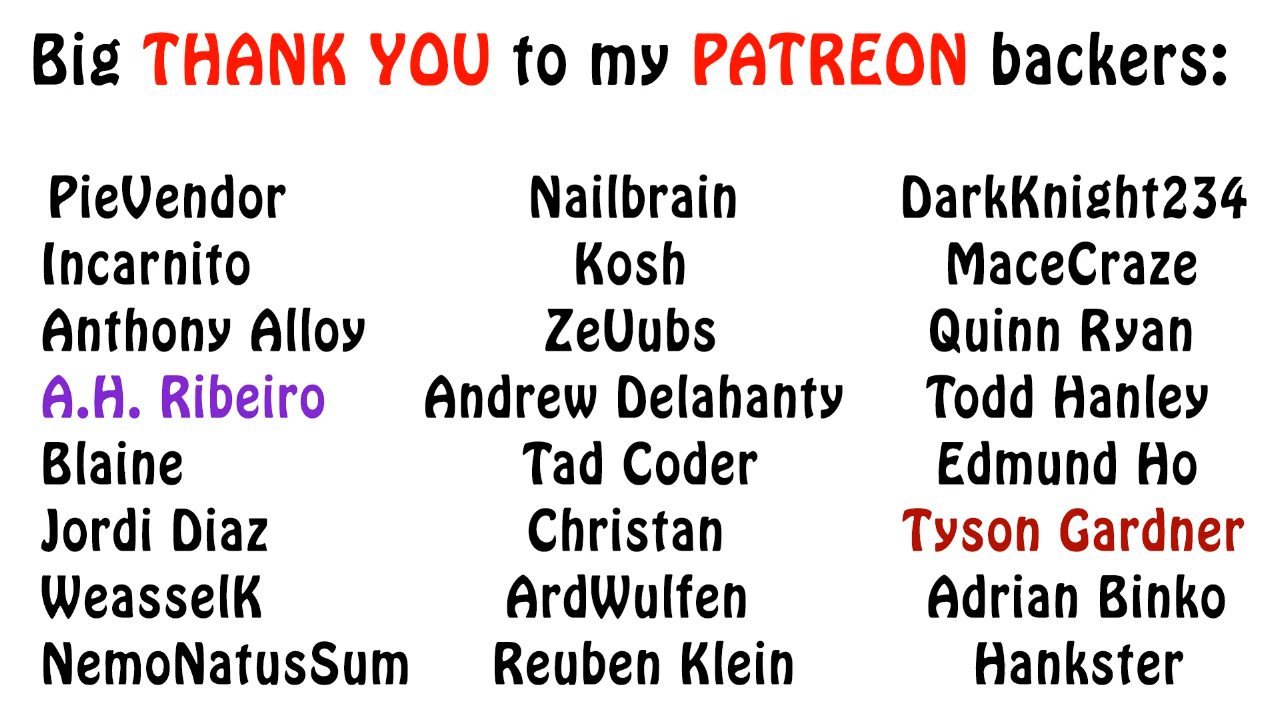 Big THANK YOU to my PATREON backers:
PieVendor Nailbrain DarkKnight234
Incarnito Kosh MaceCraze
Anthony Alloy ZeVubs Quinn Ryan
A.H. Ribeiro Andrew Delahanty Todd Hanley
Blaine Tad Coder Edmund Ho
Jordi Diaz Christan Tyson Gardner
WeasselK ArdWulfen Adrian Binko
NemoNatusSum Reuben Klein Hankster